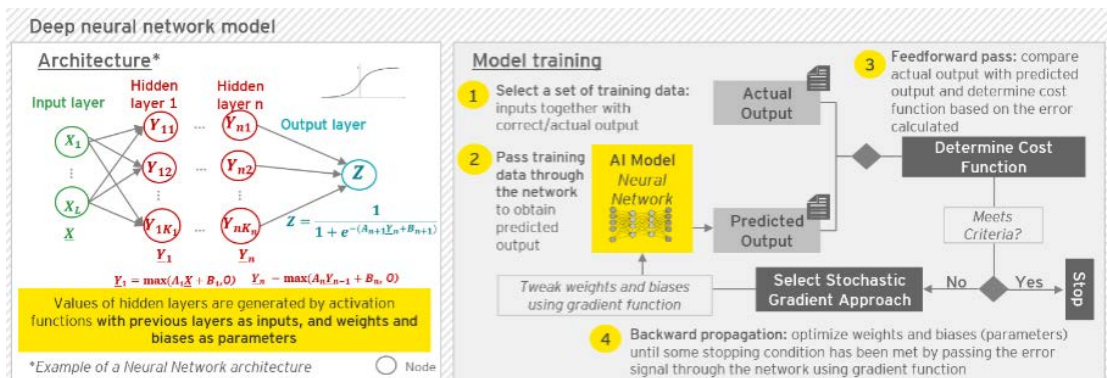 Deep neural network model
Architecture*
Input layer
Hidden
layer 1
Hidden
layer n
Output layer
X₁
⋮
X_L
X
Y₁₁
Y₁₂
⋮
Y₁K₁
Y₁
...
...
...
Yₙ₁
Yₙ₂
⋮
YₙKₙ
Yₙ
Z
Z = 1 / (1 + e^-(Aₙ₊₁Yₙ+Bₙ₊₁))
Y₁ = max(A₁X + B₁, 0) Yₙ − max(AₙYₙ₋₁ + Bₙ, 0)
Values of hidden layers are generated by activation
functions with previous layers as inputs, and weights and
biases as parameters
*Example of a Neural Network architecture
Node
Model training
1
Select a set of training data:
inputs together with
correct/actual output
2
Pass training
data through
the network
to obtain
predicted
output
AI Model
Neural
Network
Actual
Output
Predicted
Output
3
Feedforward pass: compare
actual output with predicted
output and determine cost
function based on the error
calculated
Determine Cost
Function
Meets
Criteria?
No
Yes
Stop
Select Stochastic
Gradient Approach
Tweak weights and biases
using gradient function
4
Backward propagation: optimize weights and biases (parameters)
until some stopping condition has been met by passing the error
signal through the network using gradient function